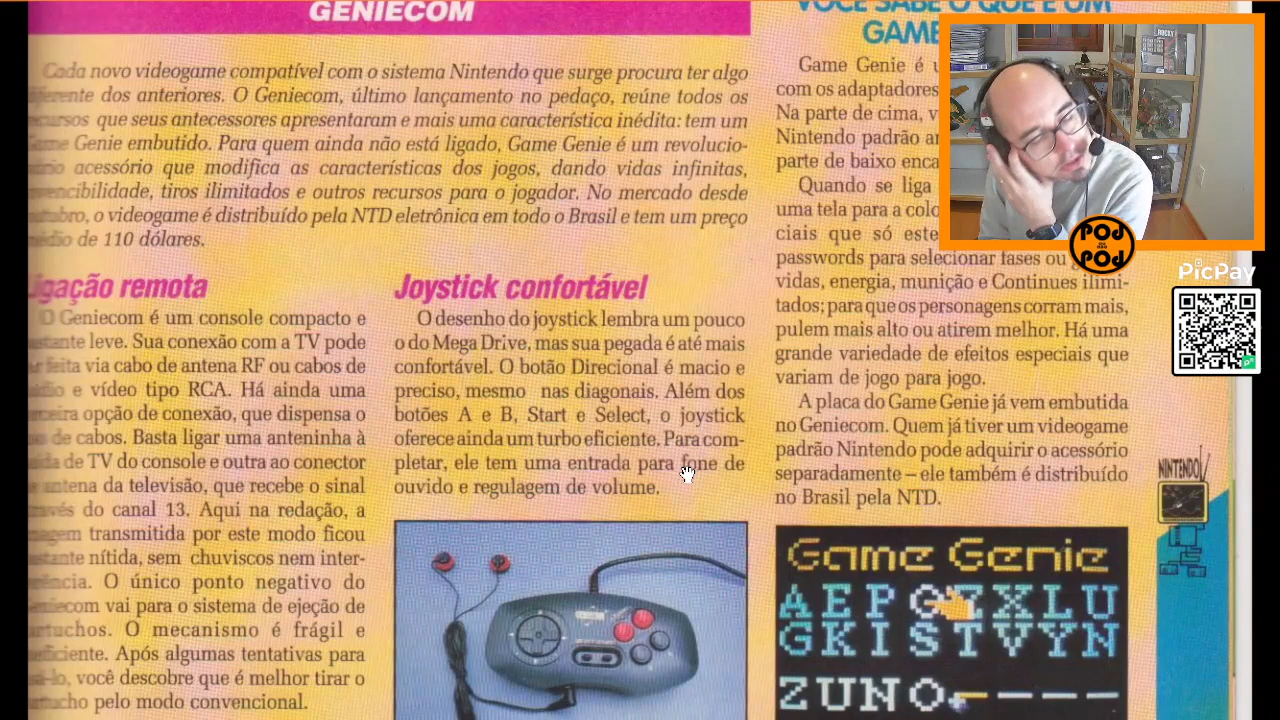 GENIECOM
Cada novo videogame compatível com o sistema Nintendo que surge procura ter algo
diferente dos anteriores. O Geniecom, último lançamento no pedaço, reúne todos os
recursos que seus antecessores apresentaram e mais uma característica inédita: tem um
Game Genie embutido. Para quem ainda não está ligado, Game Genie é um revolucio-
nário acessório que modifica as características dos jogos, dando vidas infinitas,
invencibilidade, tiros ilimitados e outros recursos para o jogador. No mercado desde
outubro, o videogame é distribuído pela NTD eletrônica em todo o Brasil e tem um preço
médio de 110 dólares.
Ligação remota
O Geniecom é um console compacto e
bastante leve. Sua conexão com a TV pode
ser feita via cabo de antena RF ou cabos de
áudio e vídeo tipo RCA. Há ainda uma
terceira opção de conexão, que dispensa o
uso de cabos. Basta ligar uma anteninha à
saída de TV do console e outra ao conector
de antena da televisão, que recebe o sinal
através do canal 13. Aqui na redação, a
imagem transmitida por este modo ficou
bastante nítida, sem chuviscos nem inter-
ferência. O único ponto negativo do
Geniecom vai para o sistema de ejeção de
cartuchos. O mecanismo é frágil e
ineficiente. Após algumas tentativas para
usá-lo, você descobre que é melhor tirar o
cartucho pelo modo convencional.
Joystick confortável
O desenho do joystick lembra um pouco
o do Mega Drive, mas sua pegada é até mais
confortável. O botão Direcional é macio e
preciso, mesmo nas diagonais. Além dos
botões A e B, Start e Select, o joystick
oferece ainda um turbo eficiente. Para com-
pletar, ele tem uma entrada para fone de
ouvido e regulagem de volume.
VOCÊ SABE O QUE É UM
GAME
Game Genie é
com os adaptadores
Na parte de cima,
Nintendo padrão
parte de baixo
Quando se liga
uma tela para a
ciais que só este
passwords para selecionar fases ou
vidas, energia, munição e Continues ilimi-
tados; para que os personagens corram mais,
pulem mais alto ou atirem melhor. Há uma
grande variedade de efeitos especiais que
variam de jogo para jogo.
A placa do Game Genie já vem embutida
no Geniecom. Quem já tiver um videogame
padrão Nintendo pode adquirir o acessório
separadamente – ele também é distribuído
no Brasil pela NTD.
Game Genie
A E P O Z X L U
G K I S T V Y N
ZUNO
NINTENDO
POD
OU NÃO
POD
PicPay
ROCKY